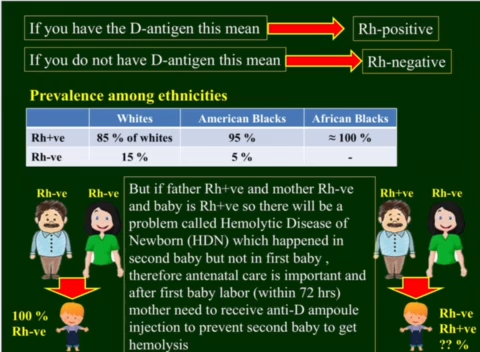 If you have the D-antigen this mean Rh-positive
If you do not have D-antigen this mean Rh-negative
Prevalence among ethnicities
Whites American Blacks African Blacks
Rh+ve 85 % of whites 95 % ≈ 100 %
Rh-ve 15 % 5 % -
Rh-ve Rh-ve
100 %
Rh-ve
But if father Rh+ve and mother Rh-ve
and baby is Rh+ve so there will be a
problem called Hemolytic Disease of
Newborn (HDN) which happened in
second baby but not in first baby ,
therefore antenatal care is important and
after first baby labor (within 72 hrs)
mother need to receive anti-D ampoule
injection to prevent second baby to get
hemolysis
Rh+ve Rh-ve
Rh-ve
Rh+ve
?? %